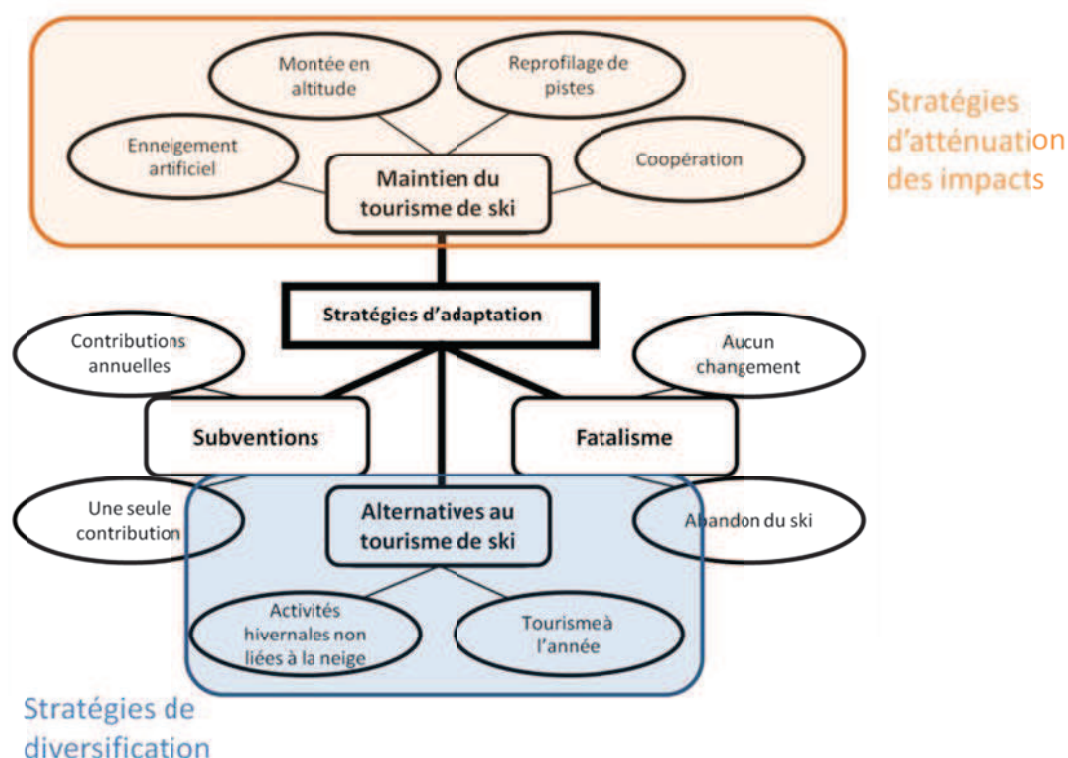 Montée en
altitude
Reprofilage de
pistes
Enneigement
artificiel
Coopération
Maintien du
tourisme de ski
Stratégies
d'atténuation
des impacts
Stratégies d'adaptation
Contributions
annuelles
Aucun
changement
Subventions
Fatalisme
Une seule
contribution
Alternatives au
tourisme de ski
Abandon du ski
Activités
hivernales non
liées à la neige
Tourisme à
l'année
Stratégies de
diversification